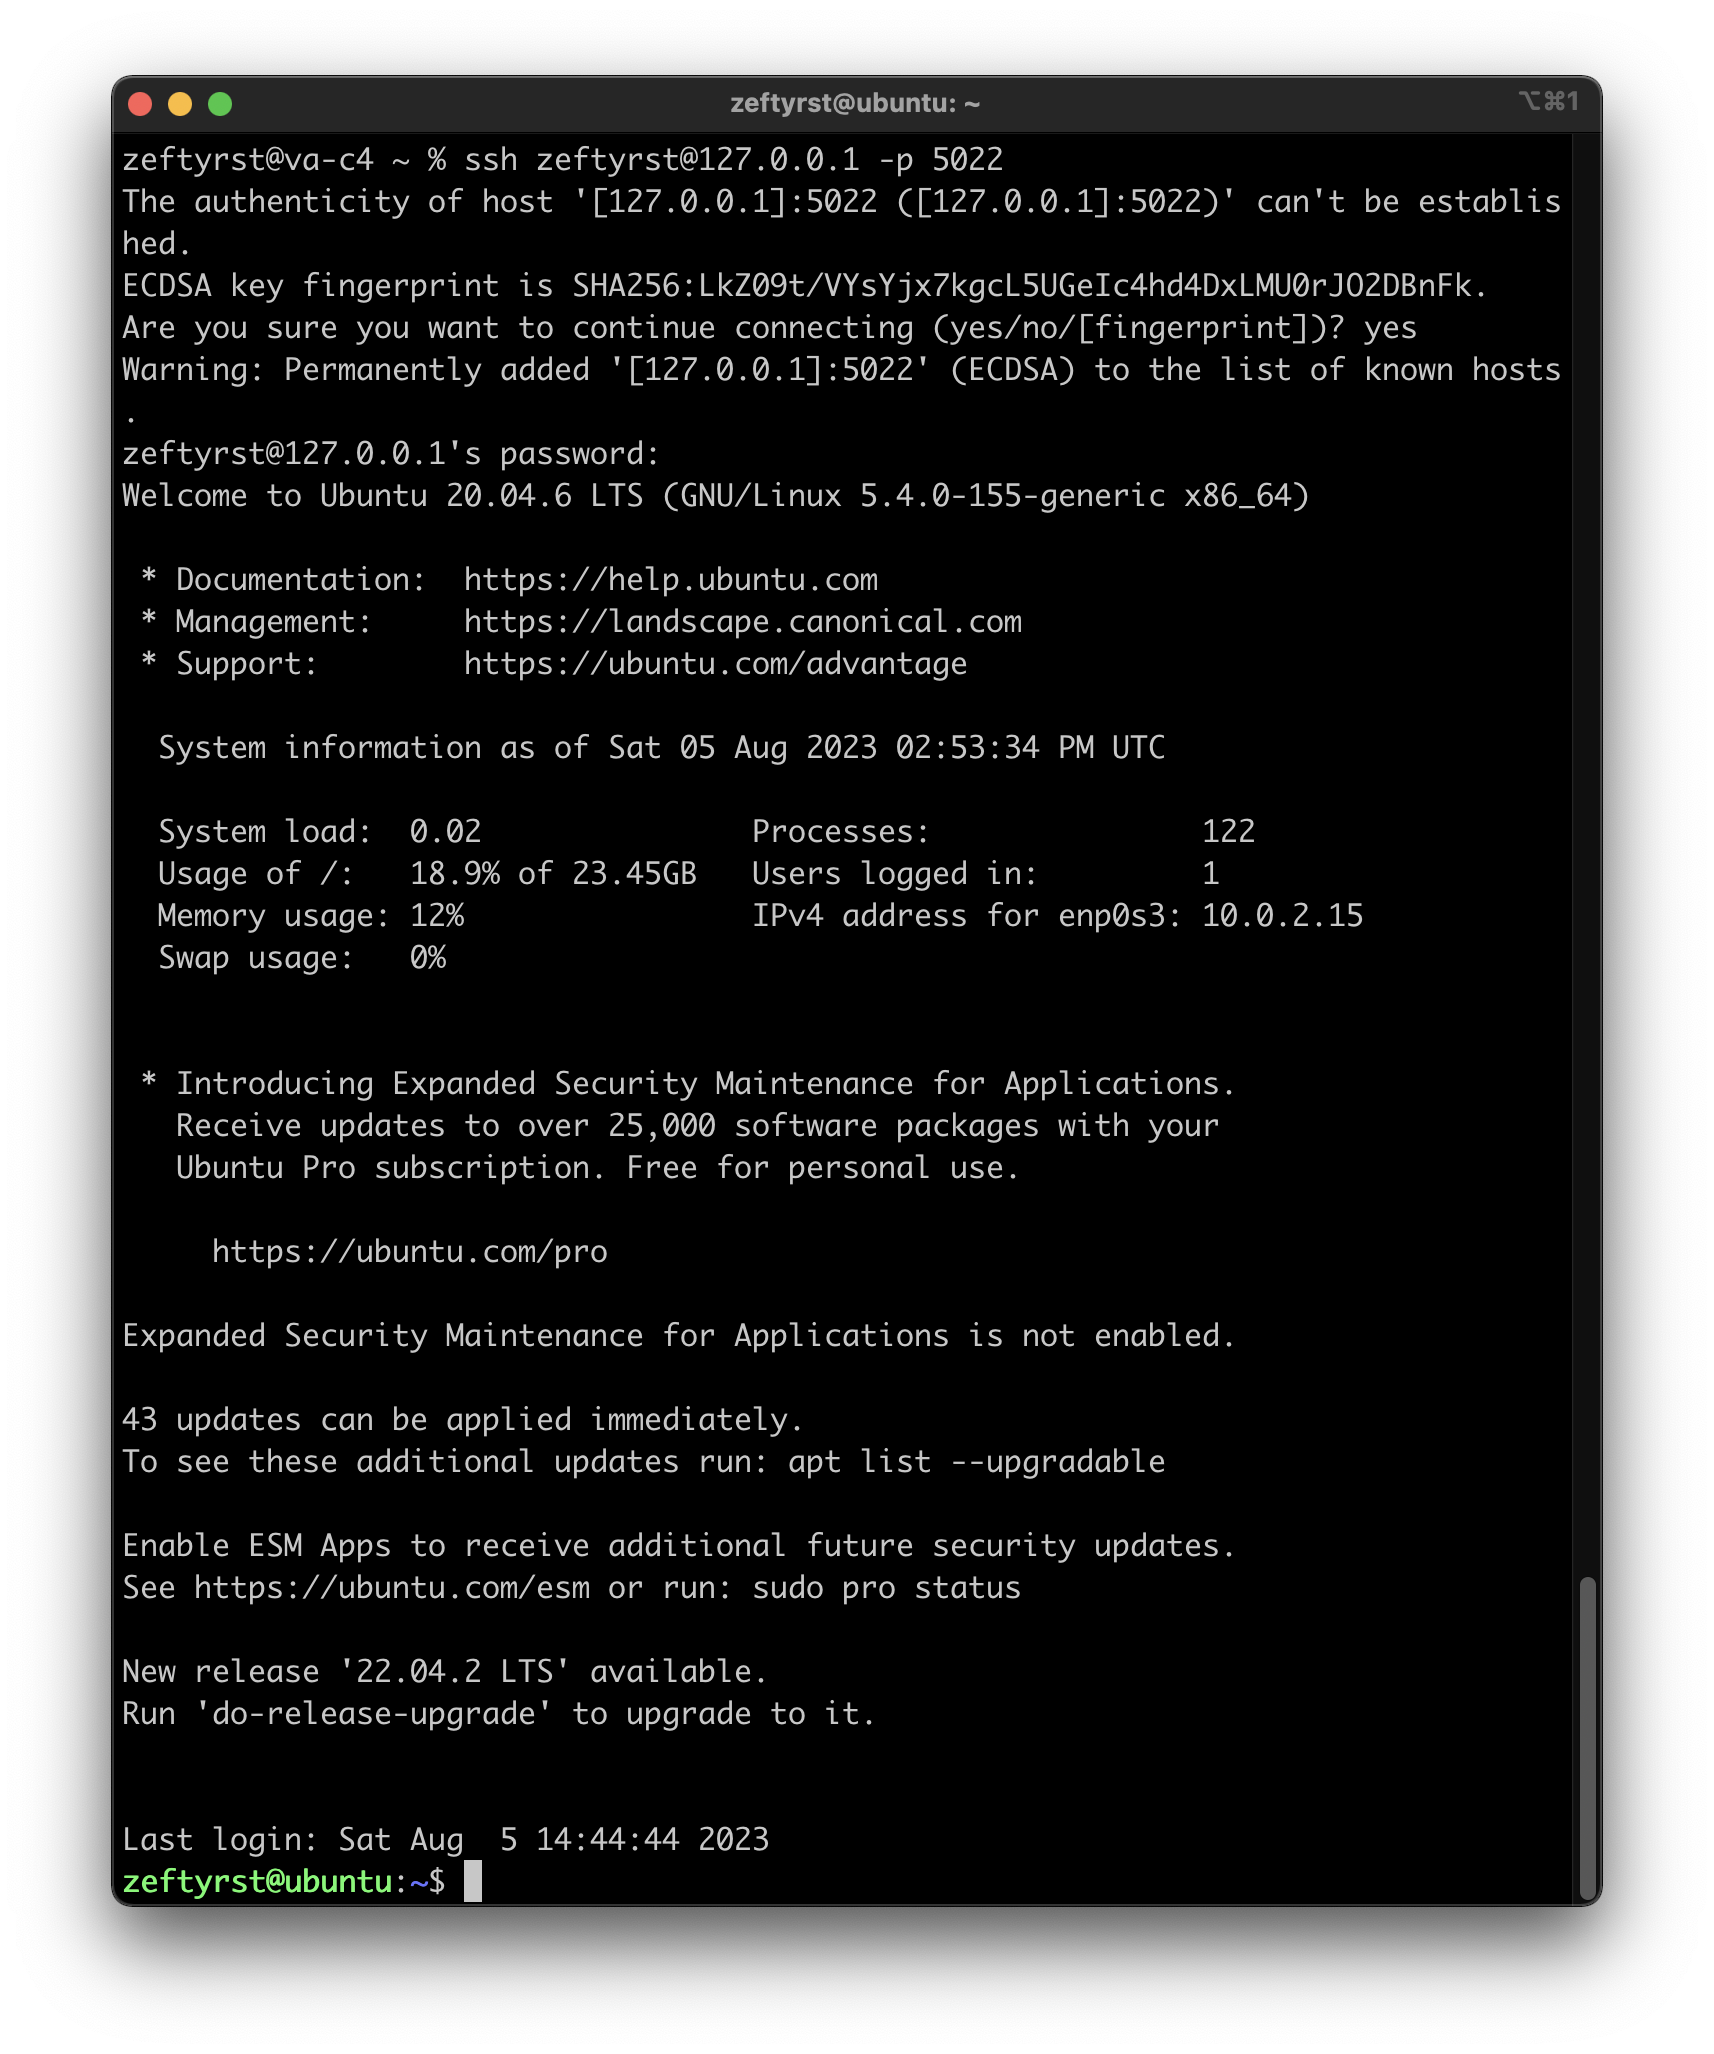 zeftyrst@ubuntu: ~
⌥⌘1
zeftyrst@va-c4 ~ % ssh zeftyrst@127.0.0.1 -p 5022
The authenticity of host '[127.0.0.1]:5022 ([127.0.0.1]:5022)' can't be establis
hed.
ECDSA key fingerprint is SHA256:LkZ09t/VYsYjx7kgcL5UGeIc4hd4DxLMU0rJO2DBnFk.
Are you sure you want to continue connecting (yes/no/[fingerprint])? yes
Warning: Permanently added '[127.0.0.1]:5022' (ECDSA) to the list of known hosts
.
zeftyrst@127.0.0.1's password:
Welcome to Ubuntu 20.04.6 LTS (GNU/Linux 5.4.0-155-generic x86_64)

 * Documentation:  https://help.ubuntu.com
 * Management:     https://landscape.canonical.com
 * Support:        https://ubuntu.com/advantage

  System information as of Sat 05 Aug 2023 02:53:34 PM UTC

  System load:  0.02               Processes:               122
  Usage of /:   18.9% of 23.45GB   Users logged in:         1
  Memory usage: 12%                IPv4 address for enp0s3: 10.0.2.15
  Swap usage:   0%

 * Introducing Expanded Security Maintenance for Applications.
   Receive updates to over 25,000 software packages with your
   Ubuntu Pro subscription. Free for personal use.

     https://ubuntu.com/pro

Expanded Security Maintenance for Applications is not enabled.

43 updates can be applied immediately.
To see these additional updates run: apt list --upgradable

Enable ESM Apps to receive additional future security updates.
See https://ubuntu.com/esm or run: sudo pro status

New release '22.04.2 LTS' available.
Run 'do-release-upgrade' to upgrade to it.

Last login: Sat Aug  5 14:44:44 2023
zeftyrst@ubuntu:~$